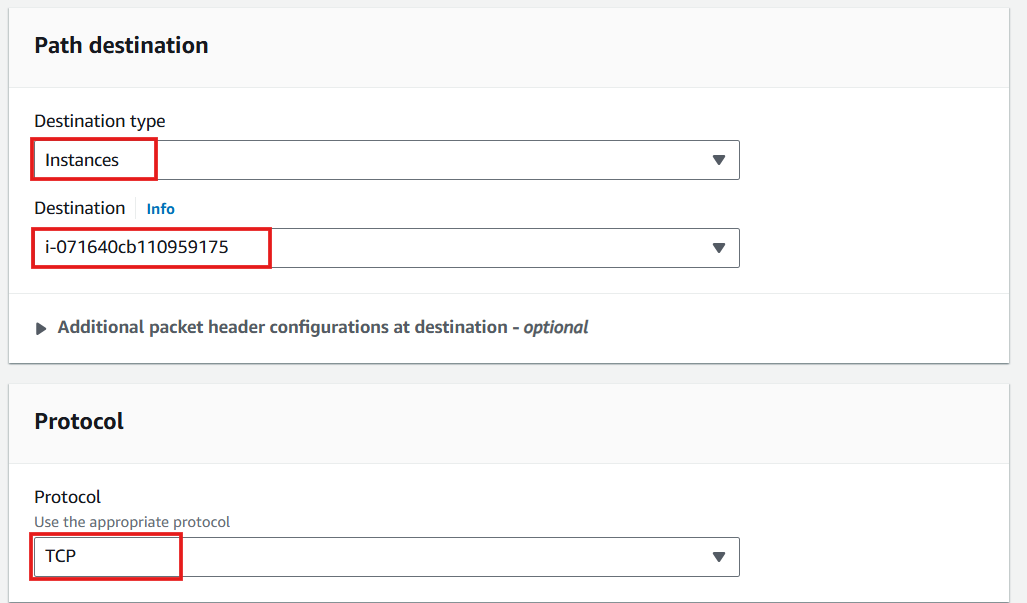 Path destination
Destination type
Instances
Destination Info
i-071640cb110959175
Additional packet header configurations at destination - optional
Protocol
Protocol
Use the appropriate protocol
TCP